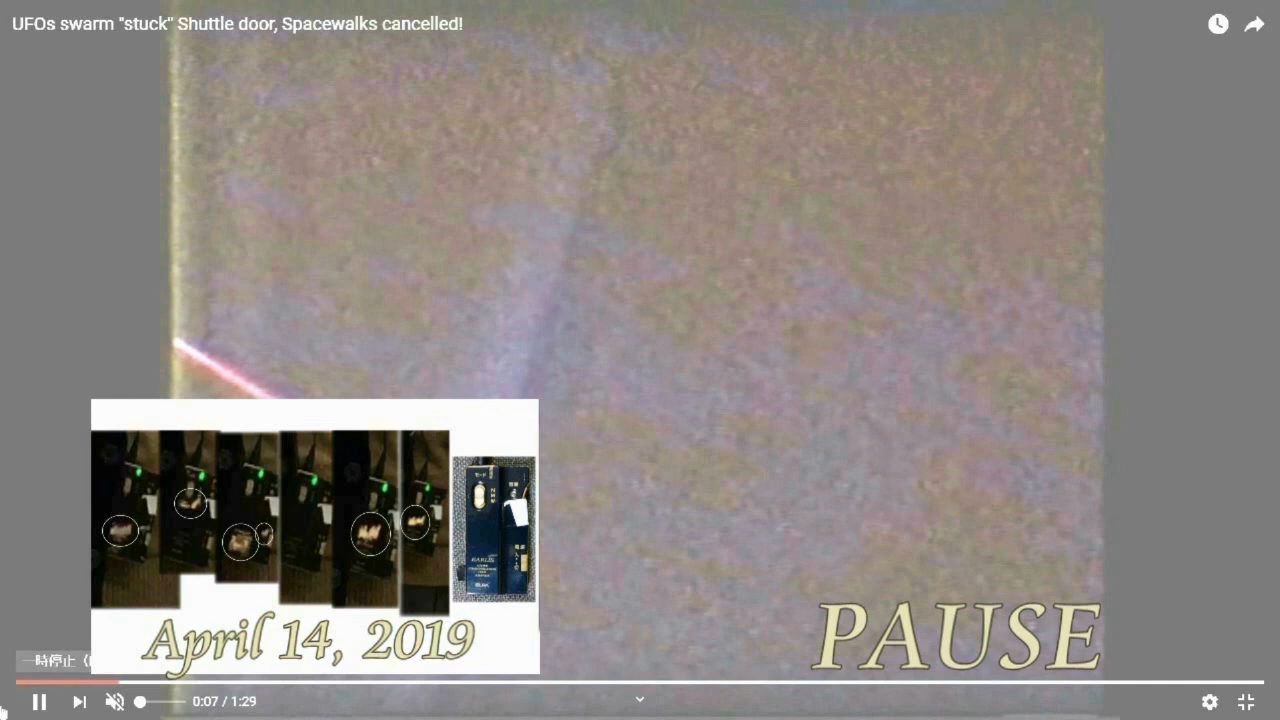 UFOs swarm "stuck" Shuttle door, Spacewalks cancelled!
April 14, 2019
PAUSE
一時停止
0:07 / 1:29